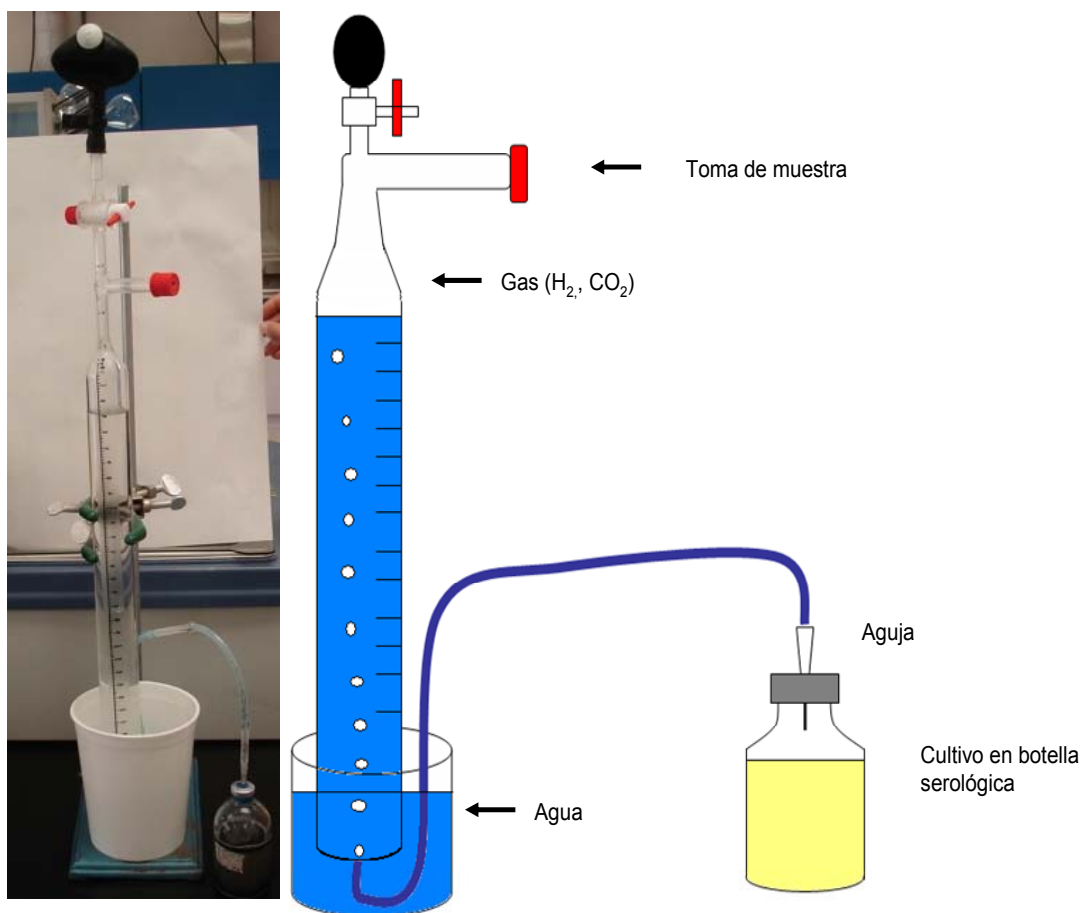 Toma de muestra
Gas (H2,, CO2)
Aguja
Cultivo en botella
serológica
Agua